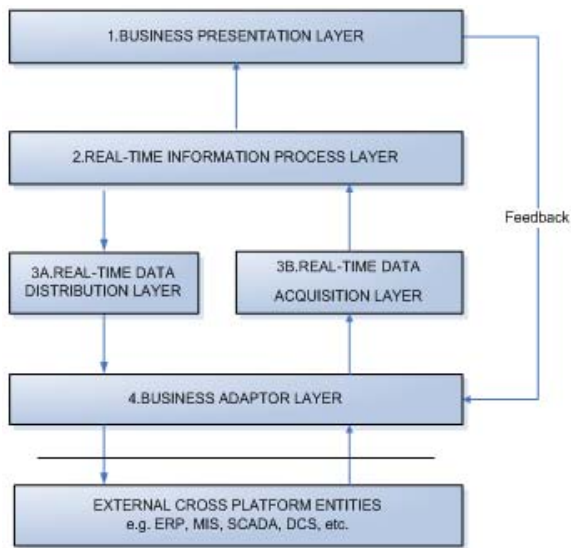 1.BUSINESS PRESENTATION LAYER
2.REAL-TIME INFORMATION PROCESS LAYER
Feedback
3A.REAL-TIME DATA
DISTRIBUTION LAYER
3B.REAL-TIME DATA
ACQUISITION LAYER
4.BUSINESS ADAPTOR LAYER
EXTERNAL CROSS PLATFORM ENTITIES
e.g. ERP, MIS, SCADA, DCS, etc.